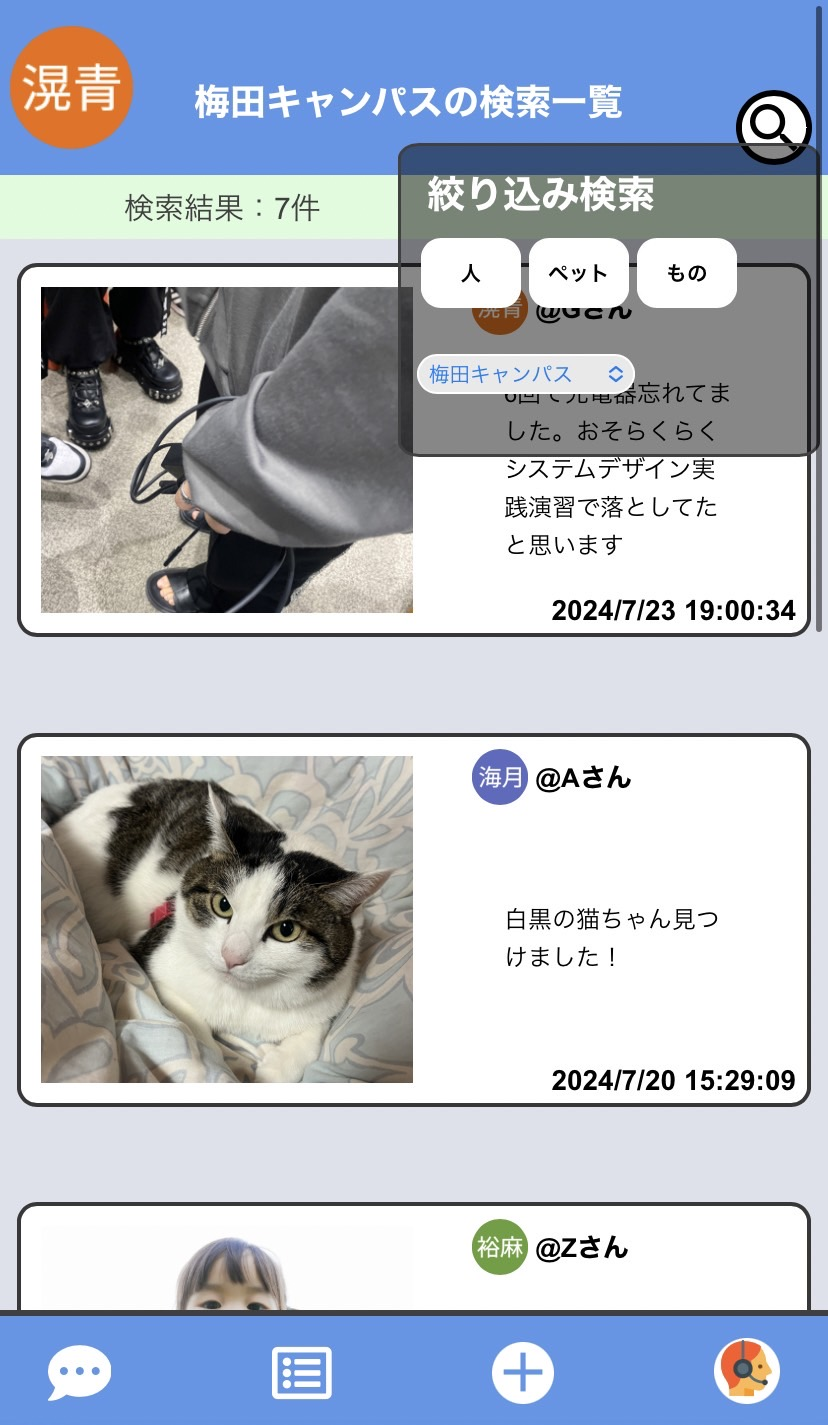 滉青
梅田キャンパスの検索一覧
検索結果：7件
絞り込み検索
人
ペット
もの
滉青 @Gさん
梅田キャンパス
6回で充電器忘れてま
した。おそらくらく
システムデザイン実
践演習で落としてた
と思います
2024/7/23 19:00:34
海月 @Aさん
白黒の猫ちゃん見つ
けました！
2024/7/20 15:29:09
裕麻 @Zさん